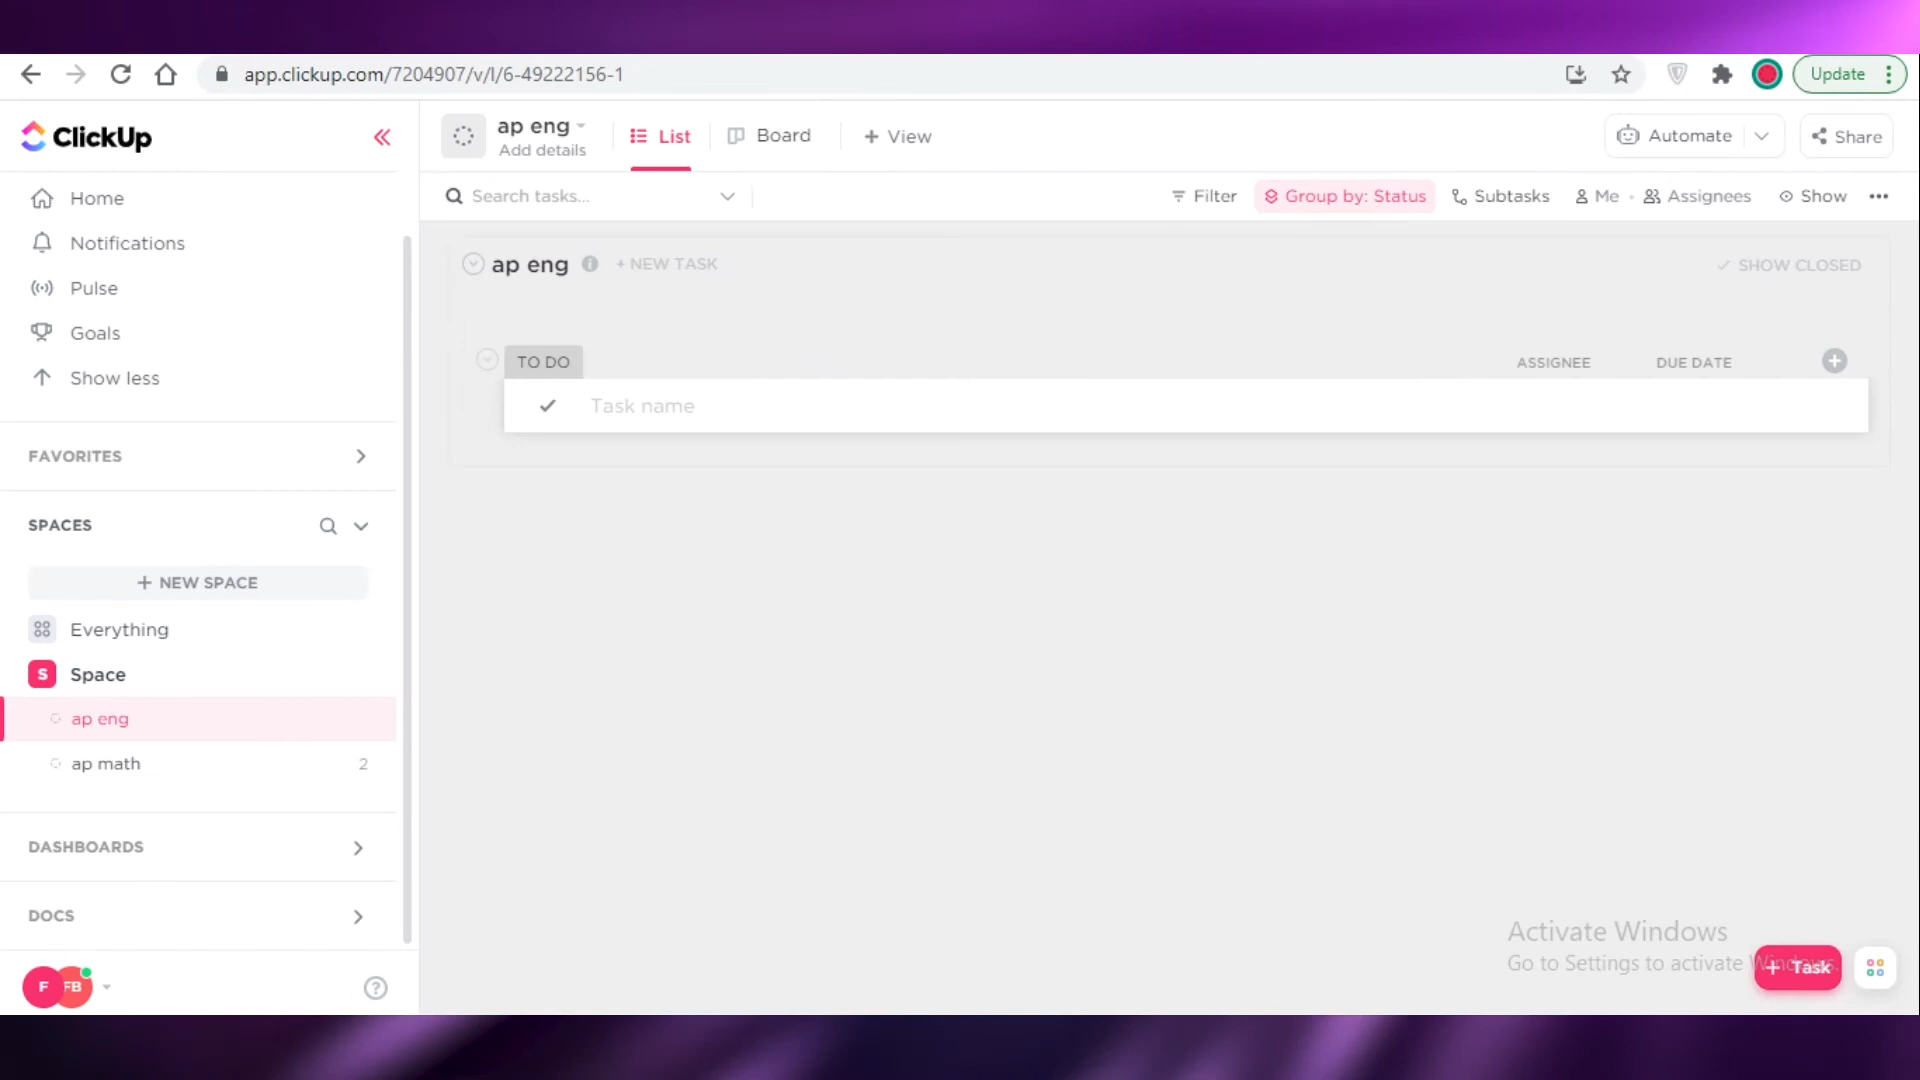 app.clickup.com/7204907/v/l/6-49222156-1
Update
ClickUp
ap eng
Add details
List
Board
+ View
Automate
Share
Home
Notifications
Pulse
Goals
Show less
Search tasks...
Filter
Group by: Status
Subtasks
Me
Assignees
Show
ap eng
+ NEW TASK
SHOW CLOSED
TO DO
ASSIGNEE
DUE DATE
Task name
FAVORITES
SPACES
+ NEW SPACE
Everything
S Space
ap eng
ap math 2
DASHBOARDS
DOCS
F FB
?
Activate Windows
Go to Settings to activate Windows.
+ Task